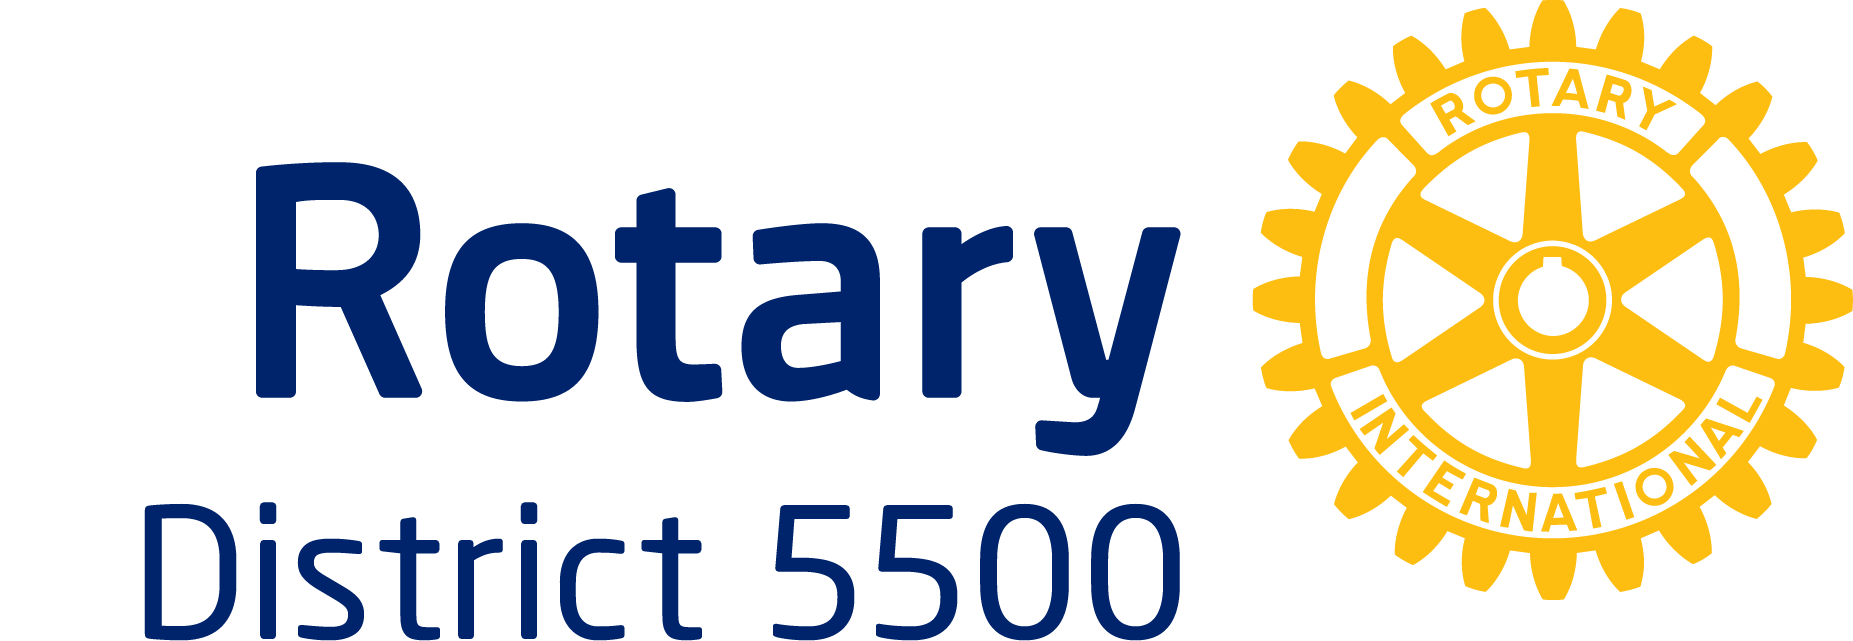 Rotary
District 5500
ROTARY
INTERNATIONAL